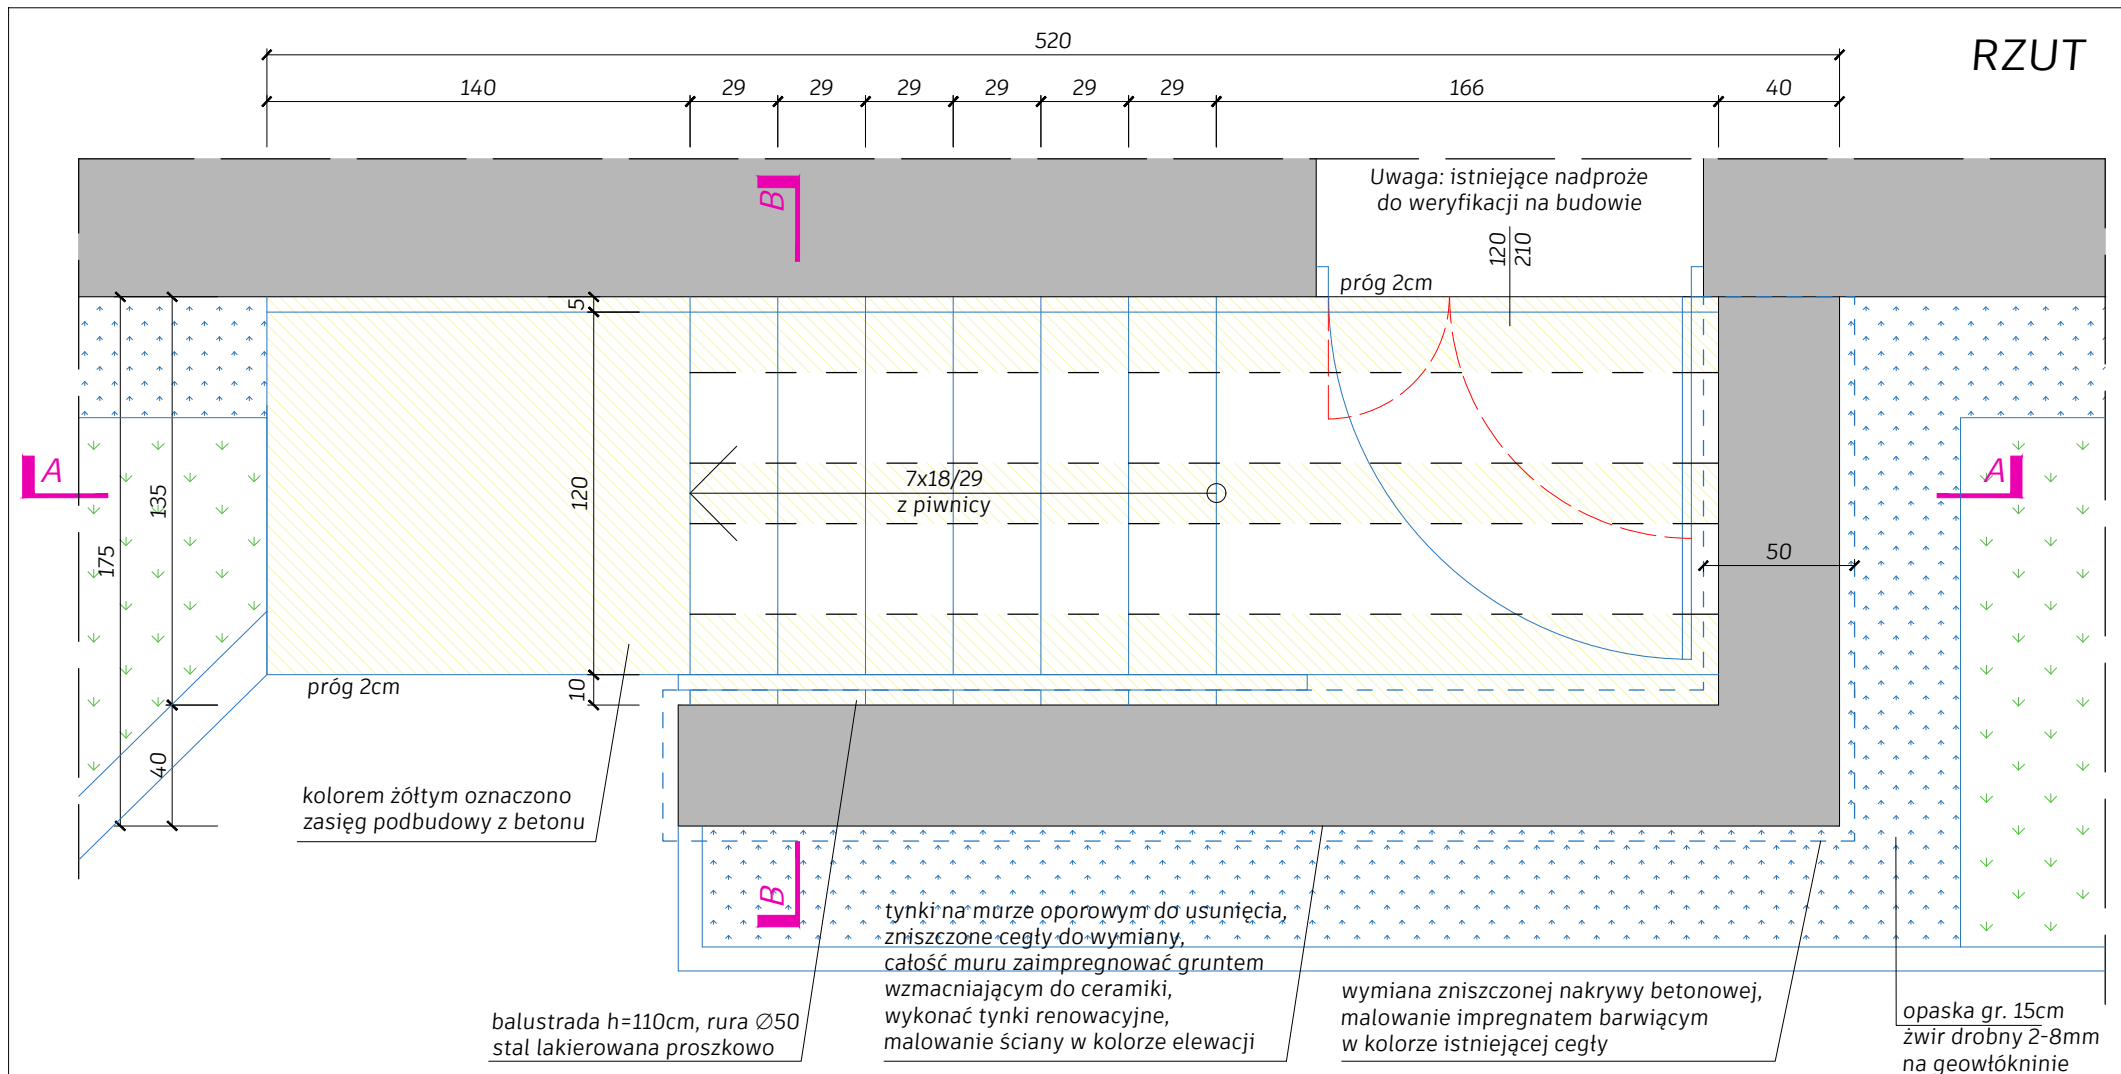 RZUT
520
140
29
29
29
29
29
29
166
40
B
Uwaga: istniejące nadproże
do weryfikacji na budowie
120
210
próg 2cm
5
A
135
175
120
7x18/29
z piwnicy
A
50
próg 2cm
10
40
kolorem żółtym oznaczono
zasięg podbudowy z betonu
B
tynki na murze oporowym do usunięcia,
zniszczone cegły do wymiany,
całość muru zaimpregnować gruntem
wzmacniającym do ceramiki,
wykonać tynki renowacyjne,
malowanie ściany w kolorze elewacji
balustrada h=110cm, rura ∅50
stal lakierowana proszkowo
wymiana zniszczonej nakrywy betonowej,
malowanie impregnatem barwiącym
w kolorze istniejącej cegły
opaska gr. 15cm
żwir drobny 2-8mm
na geowłókninie